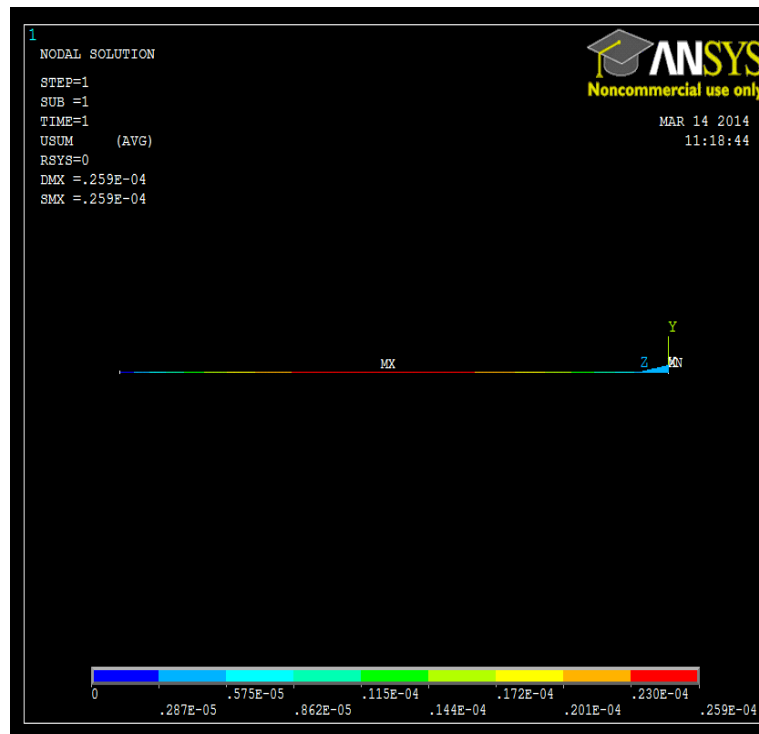 1
NODAL SOLUTION
STEP=1
SUB =1
TIME=1
USUM (AVG)
RSYS=0
DMX =.259E-04
SMX =.259E-04
ANSYS
Noncommercial use only
MAR 14 2014
11:18:44
Y
MX
Z
0
.287E-05
.575E-05
.862E-05
.115E-04
.144E-04
.172E-04
.201E-04
.230E-04
.259E-04